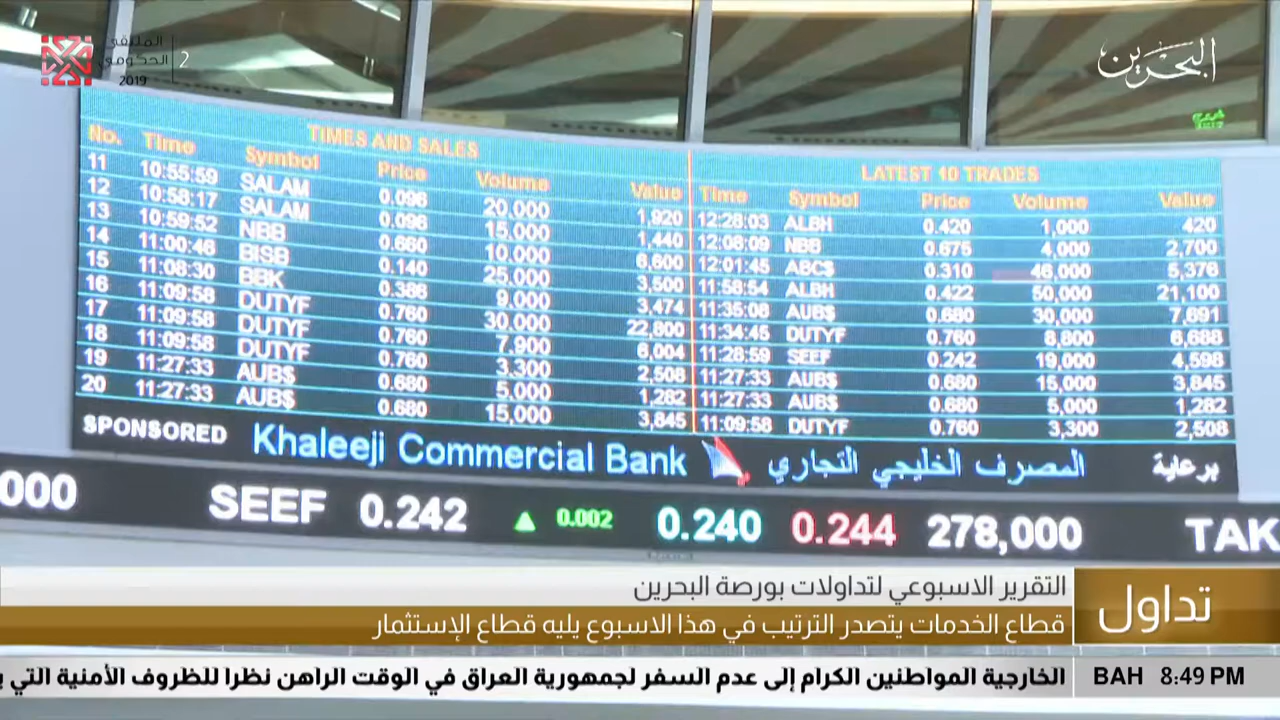 الملتقى
الحكومي 2
2019
البحرين
TIMES AND SALES
No. Time Symbol Price Volume Value
11 10:55:59 SALAM 0.096 20,000 1,920
12 10:58:17 SALAM 0.096 15,000 1,440
13 10:59:52 NBB 0.660 10,000 6,600
14 11:00:46 BISB 0.140 25,000 3,500
15 11:08:30 BBK 0.386 9,000 3,474
16 11:09:58 DUTYF 0.760 30,000 22,800
17 11:09:58 DUTYF 0.760 7,900 6,004
18 11:09:58 DUTYF 0.760 3,300 2,508
19 11:27:33 AUB$ 0.680 5,000 1,282
20 11:27:33 AUB$ 0.680 15,000 3,845
LATEST 10 TRADES
Time Symbol Price Volume Value
12:28:03 ALBH 0.420 1,000 420
12:08:09 NBB 0.675 4,000 2,700
12:01:45 ABC$ 0.310 46,000 5,376
11:58:54 ALBH 0.422 50,000 21,100
11:35:08 AUB$ 0.680 30,000 7,691
11:34:45 DUTYF 0.760 8,800 6,688
11:28:59 SEEF 0.242 19,000 4,598
11:27:33 AUB$ 0.680 15,000 3,845
11:27:33 AUB$ 0.680 5,000 1,282
11:09:58 DUTYF 0.760 3,300 2,508
SPONSORED Khaleeji Commercial Bank المصرف الخليجي التجاري برعاية
000 SEEF 0.242 ▲ 0.002 0.240 0.244 278,000 TAK
تداول
التقرير الاسبوعي لتداولات بورصة البحرين
قطاع الخدمات يتصدر الترتيب في هذا الاسبوع يليه قطاع الإستثمار
BAH 8:49 PM
الخارجية المواطنين الكرام إلى عدم السفر لجمهورية العراق في الوقت الراهن نظرا للظروف الأمنية التي